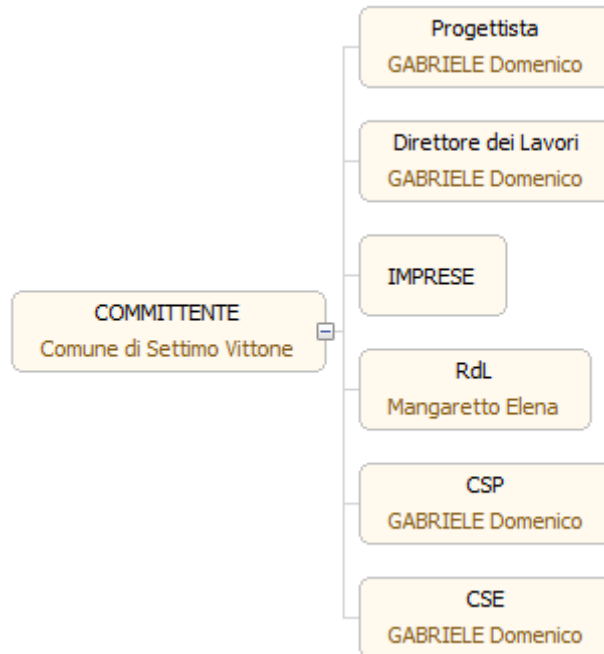 Progettista
GABRIELE Domenico
Direttore dei Lavori
GABRIELE Domenico
IMPRESE
COMMITTENTE
Comune di Settimo Vittone
RdL
Mangaretto Elena
CSP
GABRIELE Domenico
CSE
GABRIELE Domenico